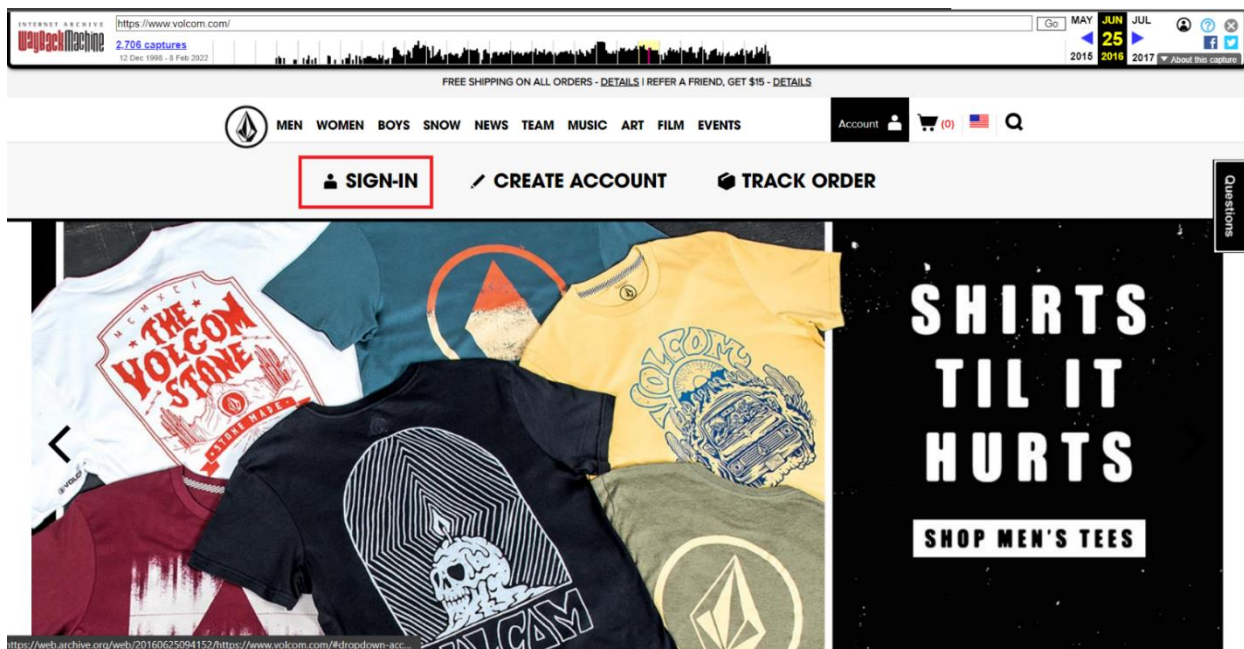 INTERNET ARCHIVE
WayBackMachine
https://www.volcom.com/
Go
MAY JUN JUL
2,706 captures
25
12 Dec 1998 - 8 Feb 2022
2015 2016 2017
About this capture
FREE SHIPPING ON ALL ORDERS - DETAILS | REFER A FRIEND, GET $15 - DETAILS
MEN WOMEN BOYS SNOW NEWS TEAM MUSIC ART FILM EVENTS
Account
(0)
SIGN-IN CREATE ACCOUNT TRACK ORDER
Questions
MCMXCI
THE
VOLCOM
STONE
STONE MADE
VOLCOM
VOLCOM
SHIRTS
TIL IT
HURTS
SHOP MEN'S TEES
https://web.archive.org/web/20160625094152/https://www.volcom.com/#dropdown-acc...